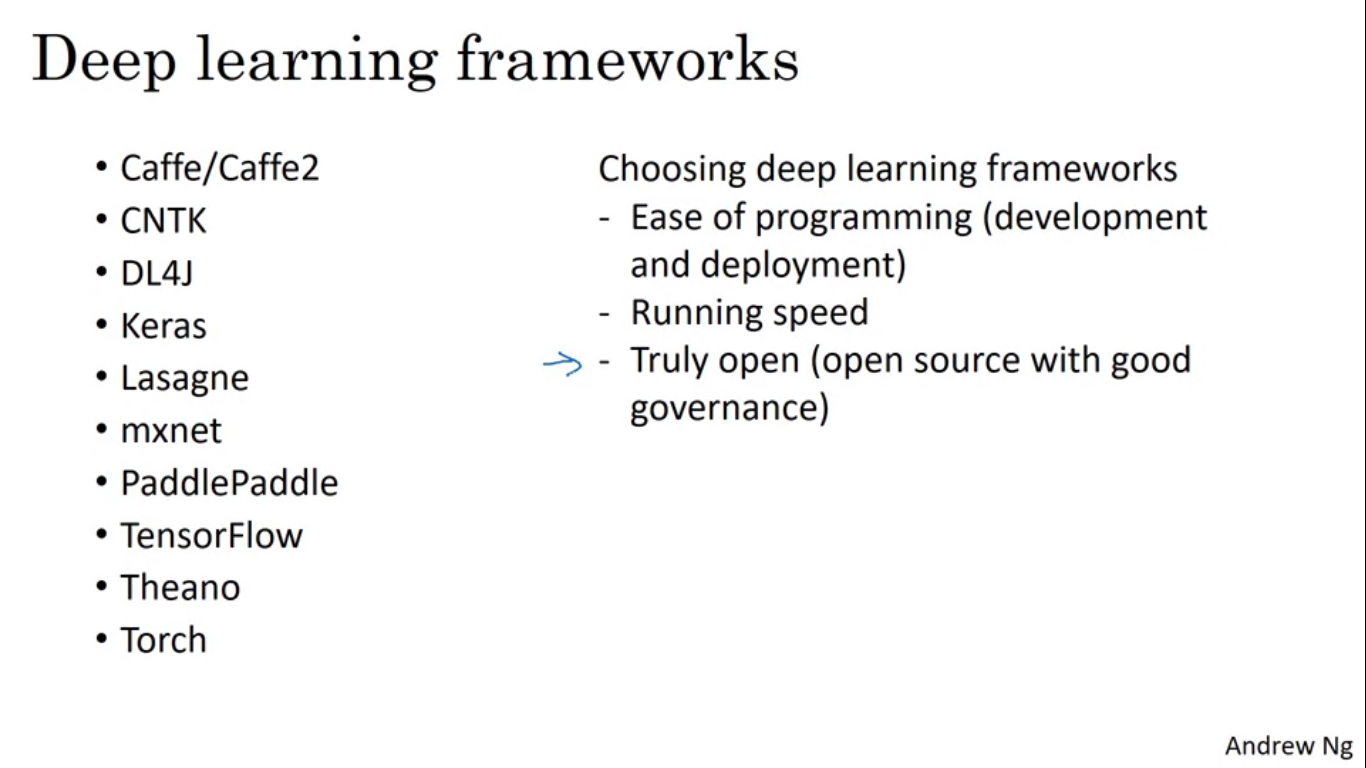 Deep learning frameworks
• Caffe/Caffe2
• CNTK
• DL4J
• Keras
• Lasagne
• mxnet
• PaddlePaddle
• TensorFlow
• Theano
• Torch
Choosing deep learning frameworks
- Ease of programming (development
and deployment)
- Running speed
- Truly open (open source with good
governance)
Andrew Ng